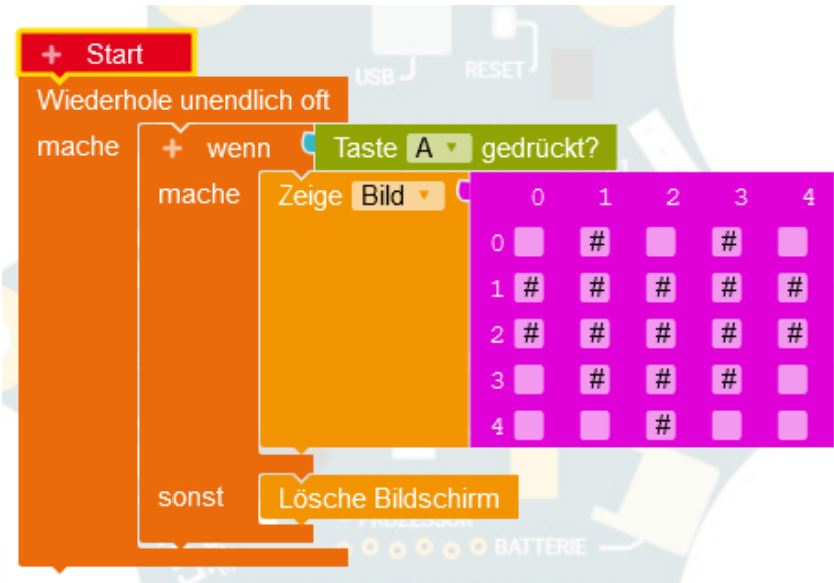 USB
RESET
+ Start
Wiederhole unendlich oft
mache + wenn Taste A gedrückt?
mache Zeige Bild 0 1 2 3 4
0 # #
1 # # # # #
2 # # # # #
3 # # #
4 #
sonst Lösche Bildschirm
PROZESSOR
BATTERIE